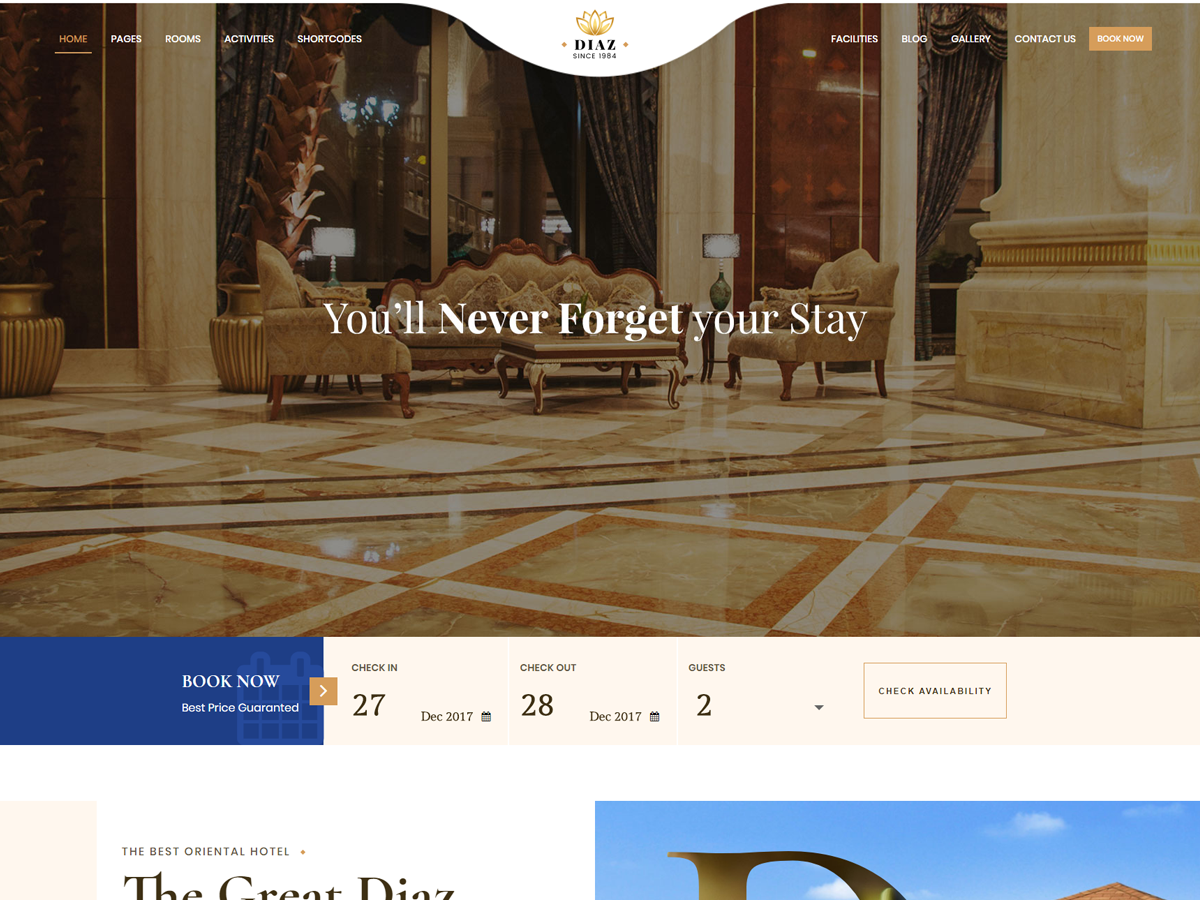 HOME PAGES ROOMS ACTIVITIES SHORTCODES
DIAZ
SINCE 1984
FACILITIES BLOG GALLERY CONTACT US BOOK NOW
You'll Never Forget your Stay
BOOK NOW
Best Price Guaranted
CHECK IN
27 Dec 2017
CHECK OUT
28 Dec 2017
GUESTS
2
CHECK AVAILABILITY
THE BEST ORIENTAL HOTEL
The Great Diaz